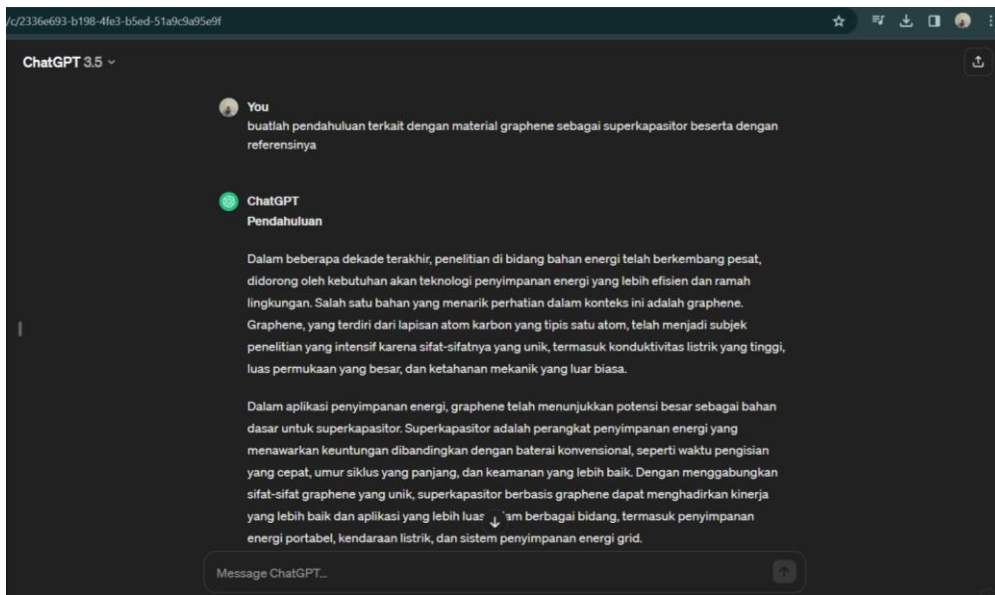 /c/2336e693-b198-4fe3-b5ed-51a9c9a95e9f
ChatGPT 3.5
You
buatlah pendahuluan terkait dengan material graphene sebagai superkapasitor beserta dengan
referensinya
ChatGPT
Pendahuluan
Dalam beberapa dekade terakhir, penelitian di bidang bahan energi telah berkembang pesat,
didorong oleh kebutuhan akan teknologi penyimpanan energi yang lebih efisien dan ramah
lingkungan. Salah satu bahan yang menarik perhatian dalam konteks ini adalah graphene.
Graphene, yang terdiri dari lapisan atom karbon yang tipis satu atom, telah menjadi subjek
penelitian yang intensif karena sifat-sifatnya yang unik, termasuk konduktivitas listrik yang tinggi,
luas permukaan yang besar, dan ketahanan mekanik yang luar biasa.
Dalam aplikasi penyimpanan energi, graphene telah menunjukkan potensi besar sebagai bahan
dasar untuk superkapasitor. Superkapasitor adalah perangkat penyimpanan energi yang
menawarkan keuntungan dibandingkan dengan baterai konvensional, seperti waktu pengisian
yang cepat, umur siklus yang panjang, dan keamanan yang lebih baik. Dengan menggabungkan
sifat-sifat graphene yang unik, superkapasitor berbasis graphene dapat menghadirkan kinerja
yang lebih baik dan aplikasi yang lebih luas am berbagai bidang, termasuk penyimpanan
energi portabel, kendaraan listrik, dan sistem penyimpanan energi grid.
Message ChatGPT...